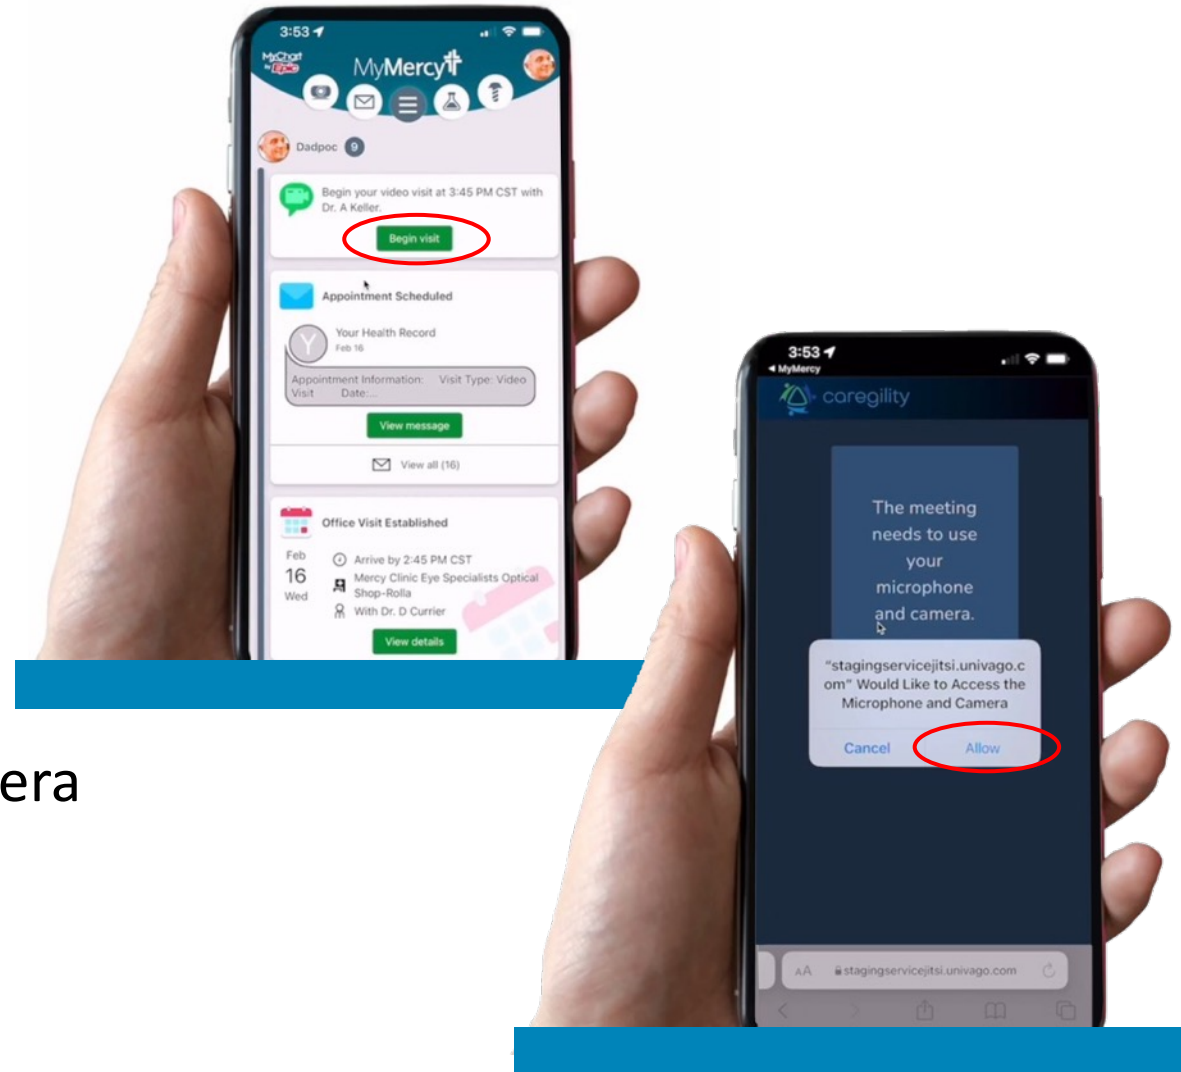 3:53
MyChart
by Epic
MyMercy
Dadpoc 9
Begin your video visit at 3:45 PM CST with
Dr. A Keller.
Begin visit
Appointment Scheduled
Y
Your Health Record
Feb 16
Appointment Information: Visit Type: Video
Visit Date:...
View message
View all (16)
Office Visit Established
Feb
16
Wed
Arrive by 2:45 PM CST
Mercy Clinic Eye Specialists Optical
Shop-Rolla
With Dr. D Currier
View details
era
3:53
MyMercy
caregility
The meeting
needs to use
your
microphone
and camera.
"stagingservicejitsi.univago.c
om" Would Like to Access the
Microphone and Camera
Cancel Allow
AA stagingservicejitsi.univago.com